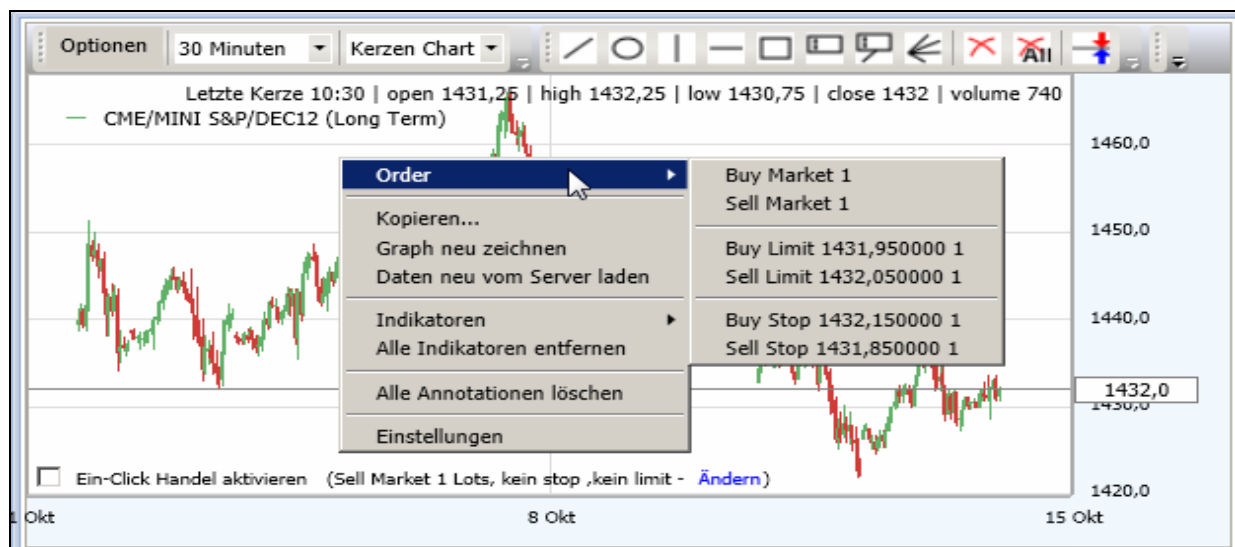 Optionen 30 Minuten Kerzen Chart All
Letzte Kerze 10:30 | open 1431,25 | high 1432,25 | low 1430,75 | close 1432 | volume 740
CME/MINI S&P/DEC12 (Long Term)
1460,0
Order
Buy Market 1
Sell Market 1
Kopieren...
Graph neu zeichnen
Daten neu vom Server laden
1450,0
Buy Limit 1431,950000 1
Sell Limit 1432,050000 1
Indikatoren
Alle Indikatoren entfernen
Buy Stop 1432,150000 1
Sell Stop 1431,850000 1
1440,0
Alle Annotationen löschen
1432,0
1430,0
Einstellungen
Ein-Click Handel aktivieren (Sell Market 1 Lots, kein stop ,kein limit - Ändern)
1420,0
1 Okt 8 Okt 15 Okt